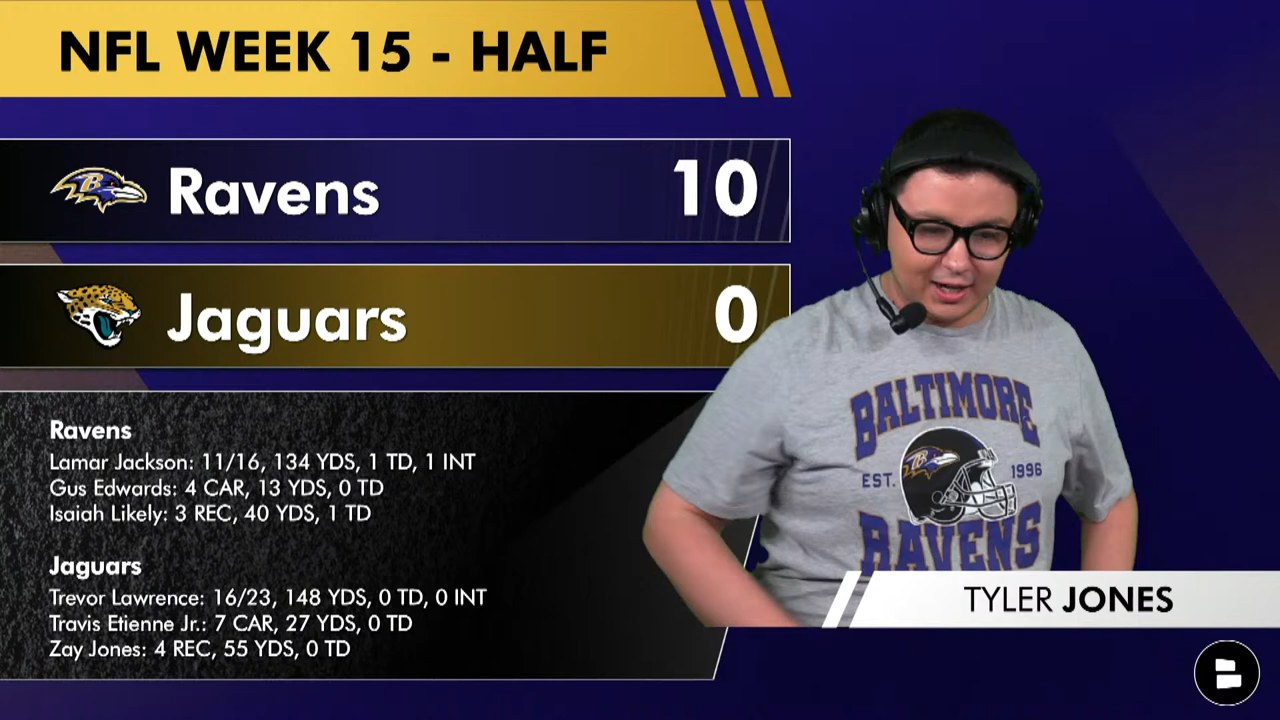 NFL WEEK 15 - HALF
Ravens 10
Jaguars 0
Ravens
Lamar Jackson: 11/16, 134 YDS, 1 TD, 1 INT
Gus Edwards: 4 CAR, 13 YDS, 0 TD
Isaiah Likely: 3 REC, 40 YDS, 1 TD
Jaguars
Trevor Lawrence: 16/23, 148 YDS, 0 TD, 0 INT
Travis Etienne Jr.: 7 CAR, 27 YDS, 0 TD
Zay Jones: 4 REC, 55 YDS, 0 TD
BALTIMORE
EST. 1996
RAVENS
TYLER JONES